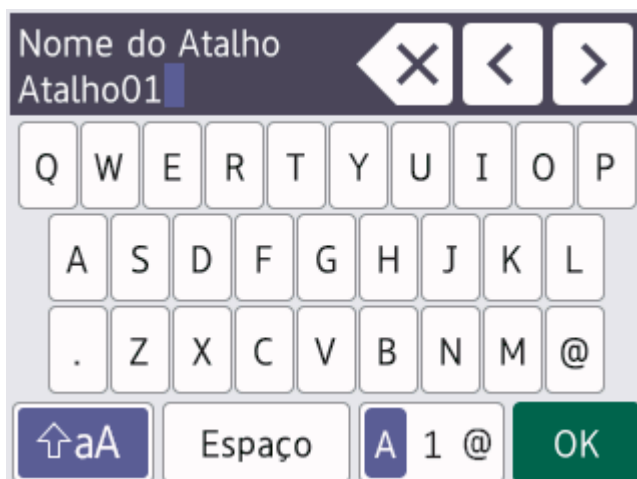 Nome do Atalho
Atalho01
Q W E R T Y U I O P
A S D F G H J K L
. Z X C V B N M @
aA Espaço A 1 @ OK